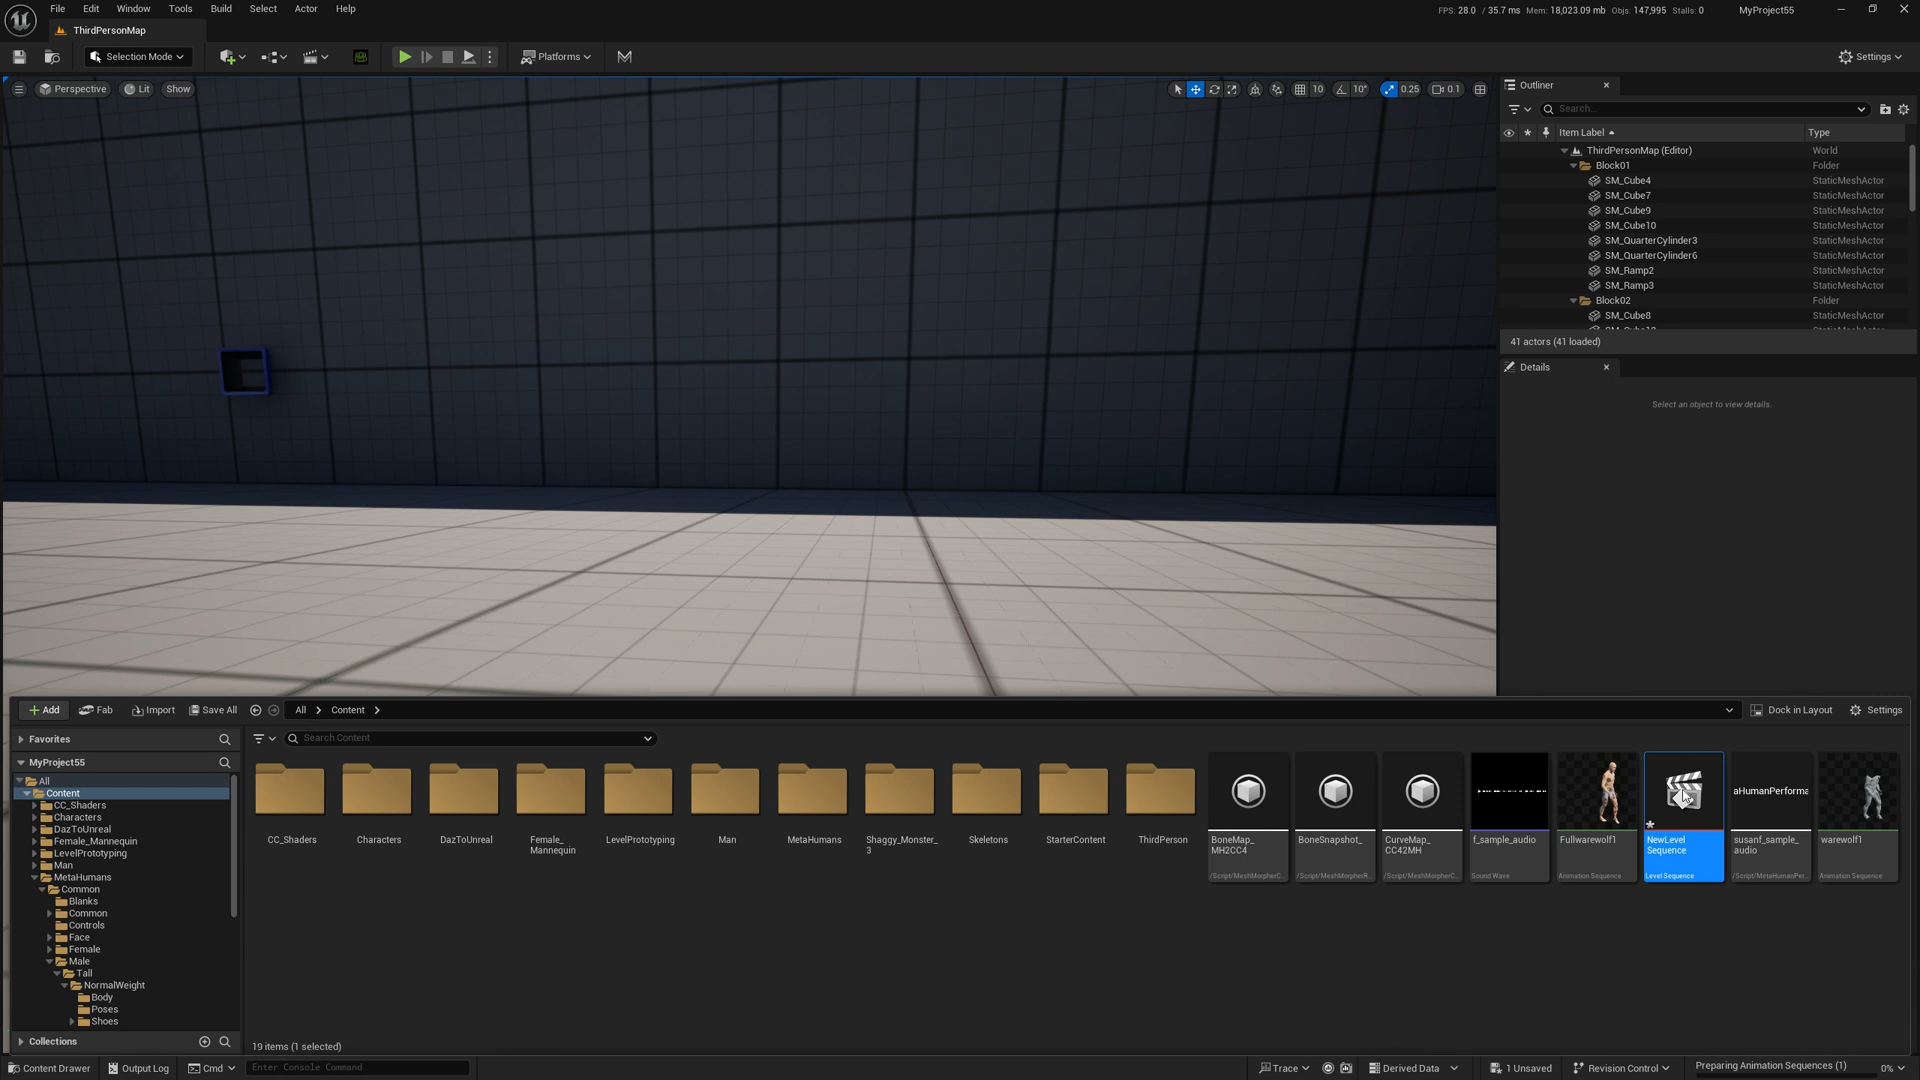 File Edit Window Tools Build Select Actor Help
FPS: 28.0 / 35.7 ms Mem: 18,023.09 mb Objs: 147,995 Stalls: 0
MyProject55
ThirdPersonMap
Selection Mode
Platforms
Settings
Perspective
Lit
Show
10
10°
0.25
0.1
Outliner
Search...
Item Label Type
ThirdPersonMap (Editor) World
Block01 Folder
SM_Cube4 StaticMeshActor
SM_Cube7 StaticMeshActor
SM_Cube9 StaticMeshActor
SM_Cube10 StaticMeshActor
SM_QuarterCylinder3 StaticMeshActor
SM_QuarterCylinder6 StaticMeshActor
SM_Ramp2 StaticMeshActor
SM_Ramp3 StaticMeshActor
Block02 Folder
SM_Cube8 StaticMeshActor
41 actors (41 loaded)
Details
Select an object to view details.
Add Fab Import Save All All Content Dock in Layout Settings
Favorites
MyProject55
All
Content
CC_Shaders
Characters
DazToUnreal
Female_Mannequin
LevelPrototyping
Man
MetaHumans
Common
Blanks
Common
Controls
Face
Female
Male
Tall
NormalWeight
Body
Poses
Shoes
Collections
Search Content
CC_Shaders
Characters
DazToUnreal
Female_
Mannequin
LevelPrototyping
Man
MetaHumans
Shaggy_Monster_
3
Skeletons
StarterContent
ThirdPerson
BoneMap_
MH2CC4
/Script/MeshMorpherC...
BoneSnapshot_
/Script/MeshMorpherR...
CurveMap_
CC42MH
/Script/MeshMorpherC...
f_sample_audio
Sound Wave
Fullwarewolf1
Animation Sequence
NewLevel
Sequence
Level Sequence
aHumanPerforma
susanf_sample_
audio
/Script/MetaHumanPer...
warewolf1
Animation Sequence
19 items (1 selected)
Content Drawer Output Log Cmd Enter Console Command
Trace Derived Data 1 Unsaved Revision Control Preparing Animation Sequences (1) 0%